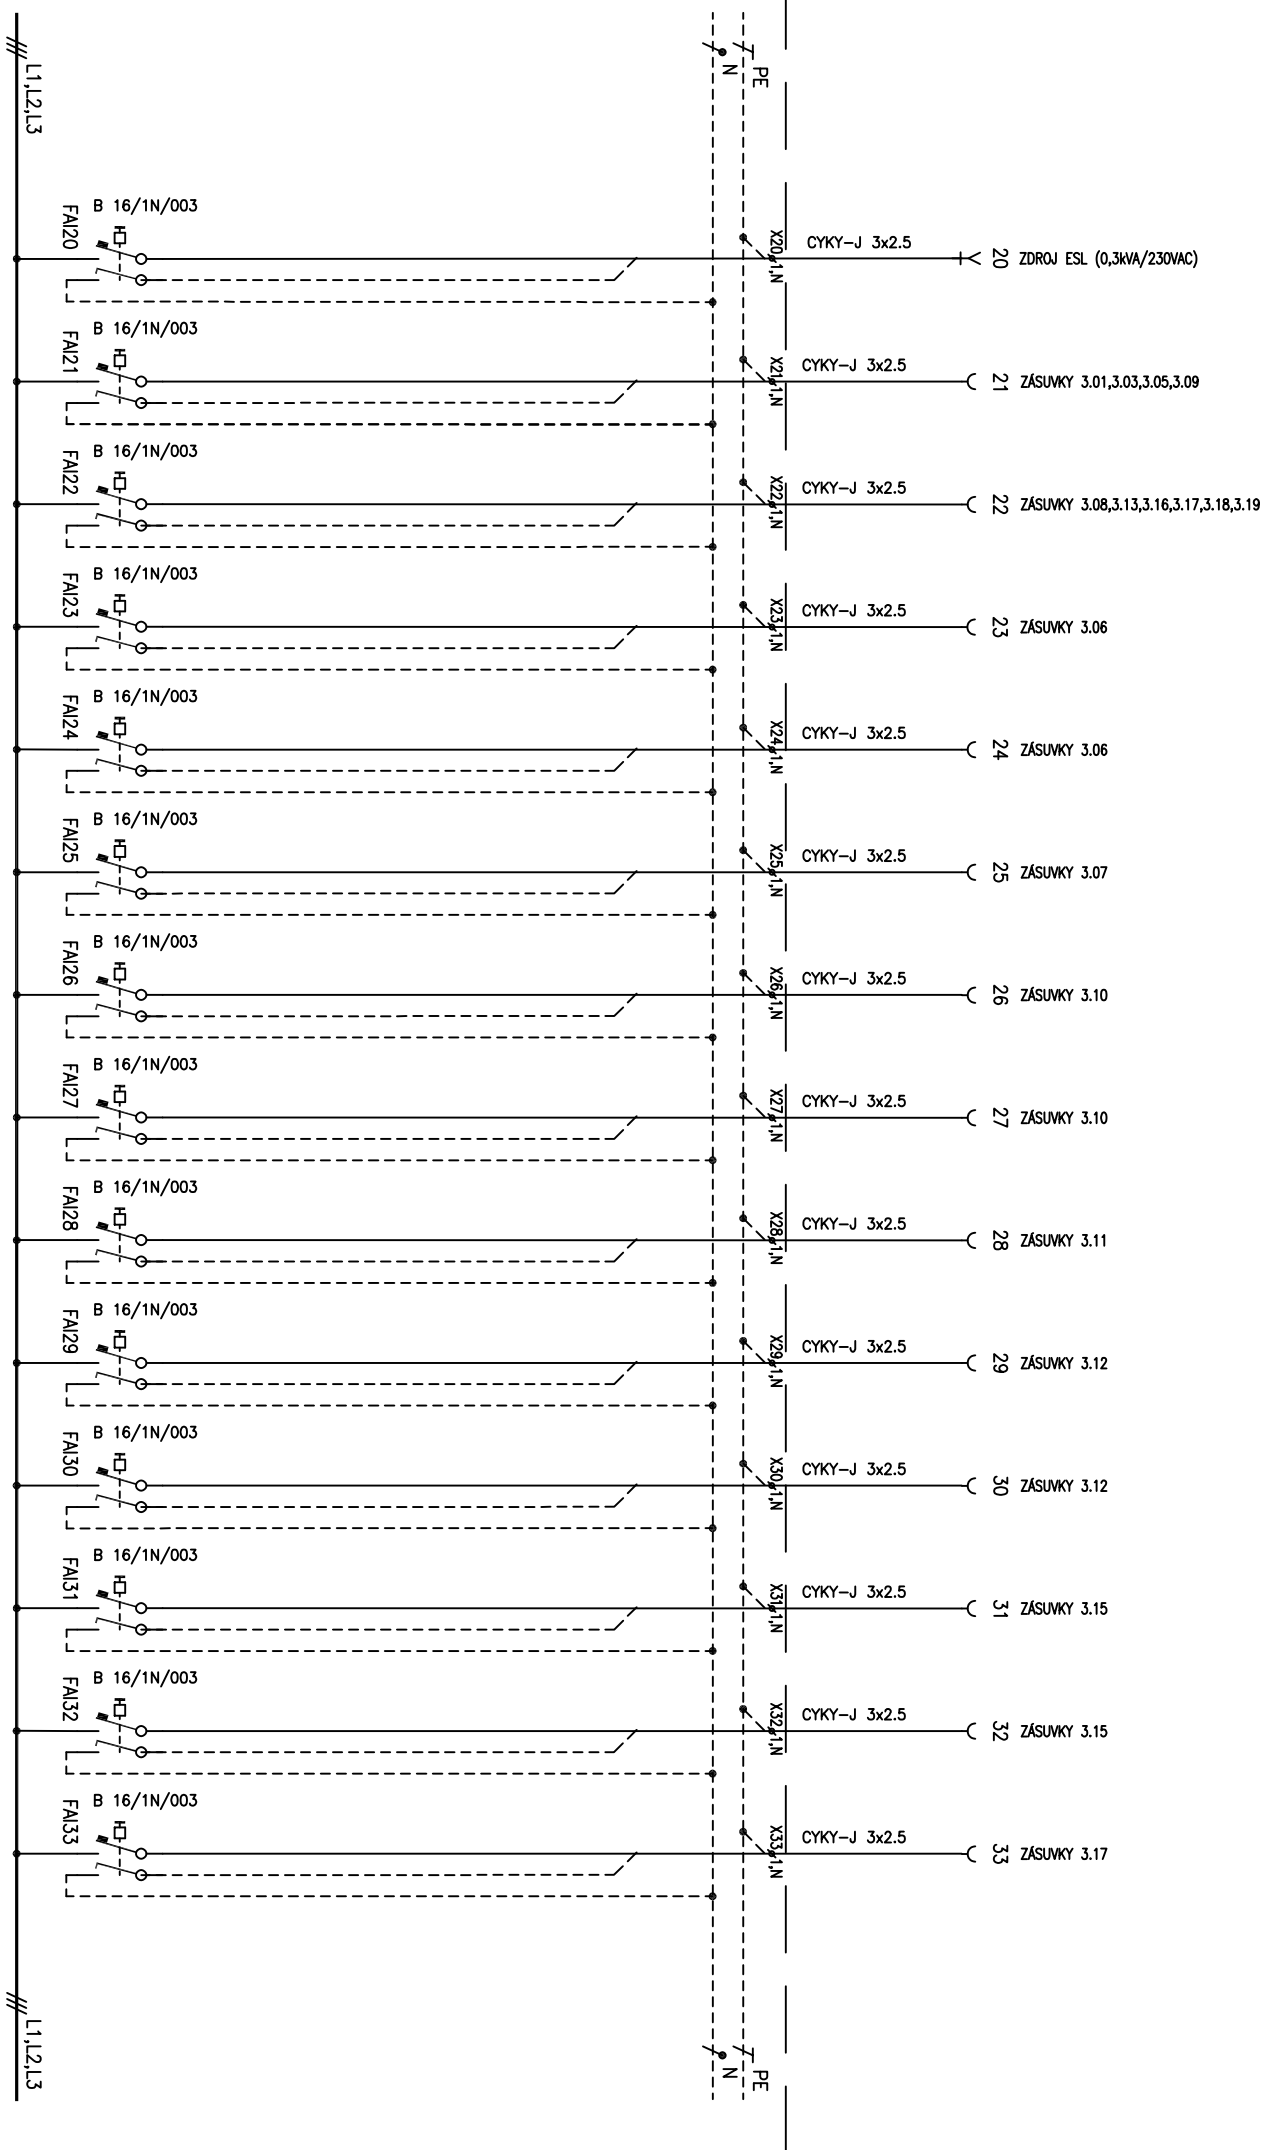 L1,L2,L3
N
PE
B 16/1N/003
FAI20
X20
1,N
CYKY-J 3x2.5
20
ZDROJ ESL (0,3kVA/230VAC)
B 16/1N/003
FAI21
X21
1,N
CYKY-J 3x2.5
21
ZÁSUVKY 3.01,3.03,3.05,3.09
B 16/1N/003
FAI22
X22
1,N
CYKY-J 3x2.5
22
ZÁSUVKY 3.08,3.13,3.16,3.17,3.18,3.19
B 16/1N/003
FAI23
X23
1,N
CYKY-J 3x2.5
23
ZÁSUVKY 3.06
B 16/1N/003
FAI24
X24
1,N
CYKY-J 3x2.5
24
ZÁSUVKY 3.06
B 16/1N/003
FAI25
X25
1,N
CYKY-J 3x2.5
25
ZÁSUVKY 3.07
B 16/1N/003
FAI26
X26
1,N
CYKY-J 3x2.5
26
ZÁSUVKY 3.10
B 16/1N/003
FAI27
X27
1,N
CYKY-J 3x2.5
27
ZÁSUVKY 3.10
B 16/1N/003
FAI28
X28
1,N
CYKY-J 3x2.5
28
ZÁSUVKY 3.11
B 16/1N/003
FAI29
X29
1,N
CYKY-J 3x2.5
29
ZÁSUVKY 3.12
B 16/1N/003
FAI30
X30
1,N
CYKY-J 3x2.5
30
ZÁSUVKY 3.12
B 16/1N/003
FAI31
X31
1,N
CYKY-J 3x2.5
31
ZÁSUVKY 3.15
B 16/1N/003
FAI32
X32
1,N
CYKY-J 3x2.5
32
ZÁSUVKY 3.15
B 16/1N/003
FAI33
X33
1,N
CYKY-J 3x2.5
33
ZÁSUVKY 3.17
L1,L2,L3
N
PE